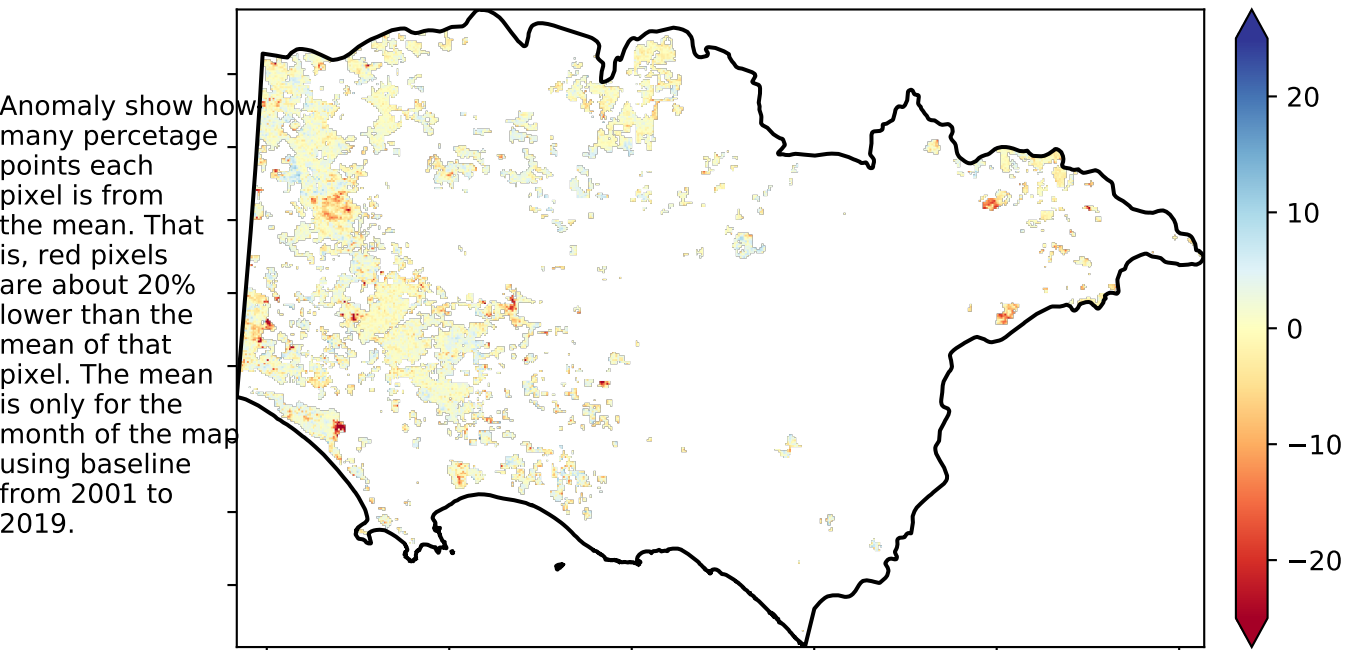 Anomaly show how
many percetage
points each
pixel is from
the mean. That
is, red pixels
are about 20%
lower than the
mean of that
pixel. The mean
is only for the
month of the map
using baseline
from 2001 to
2019.
20
10
0
−10
−20